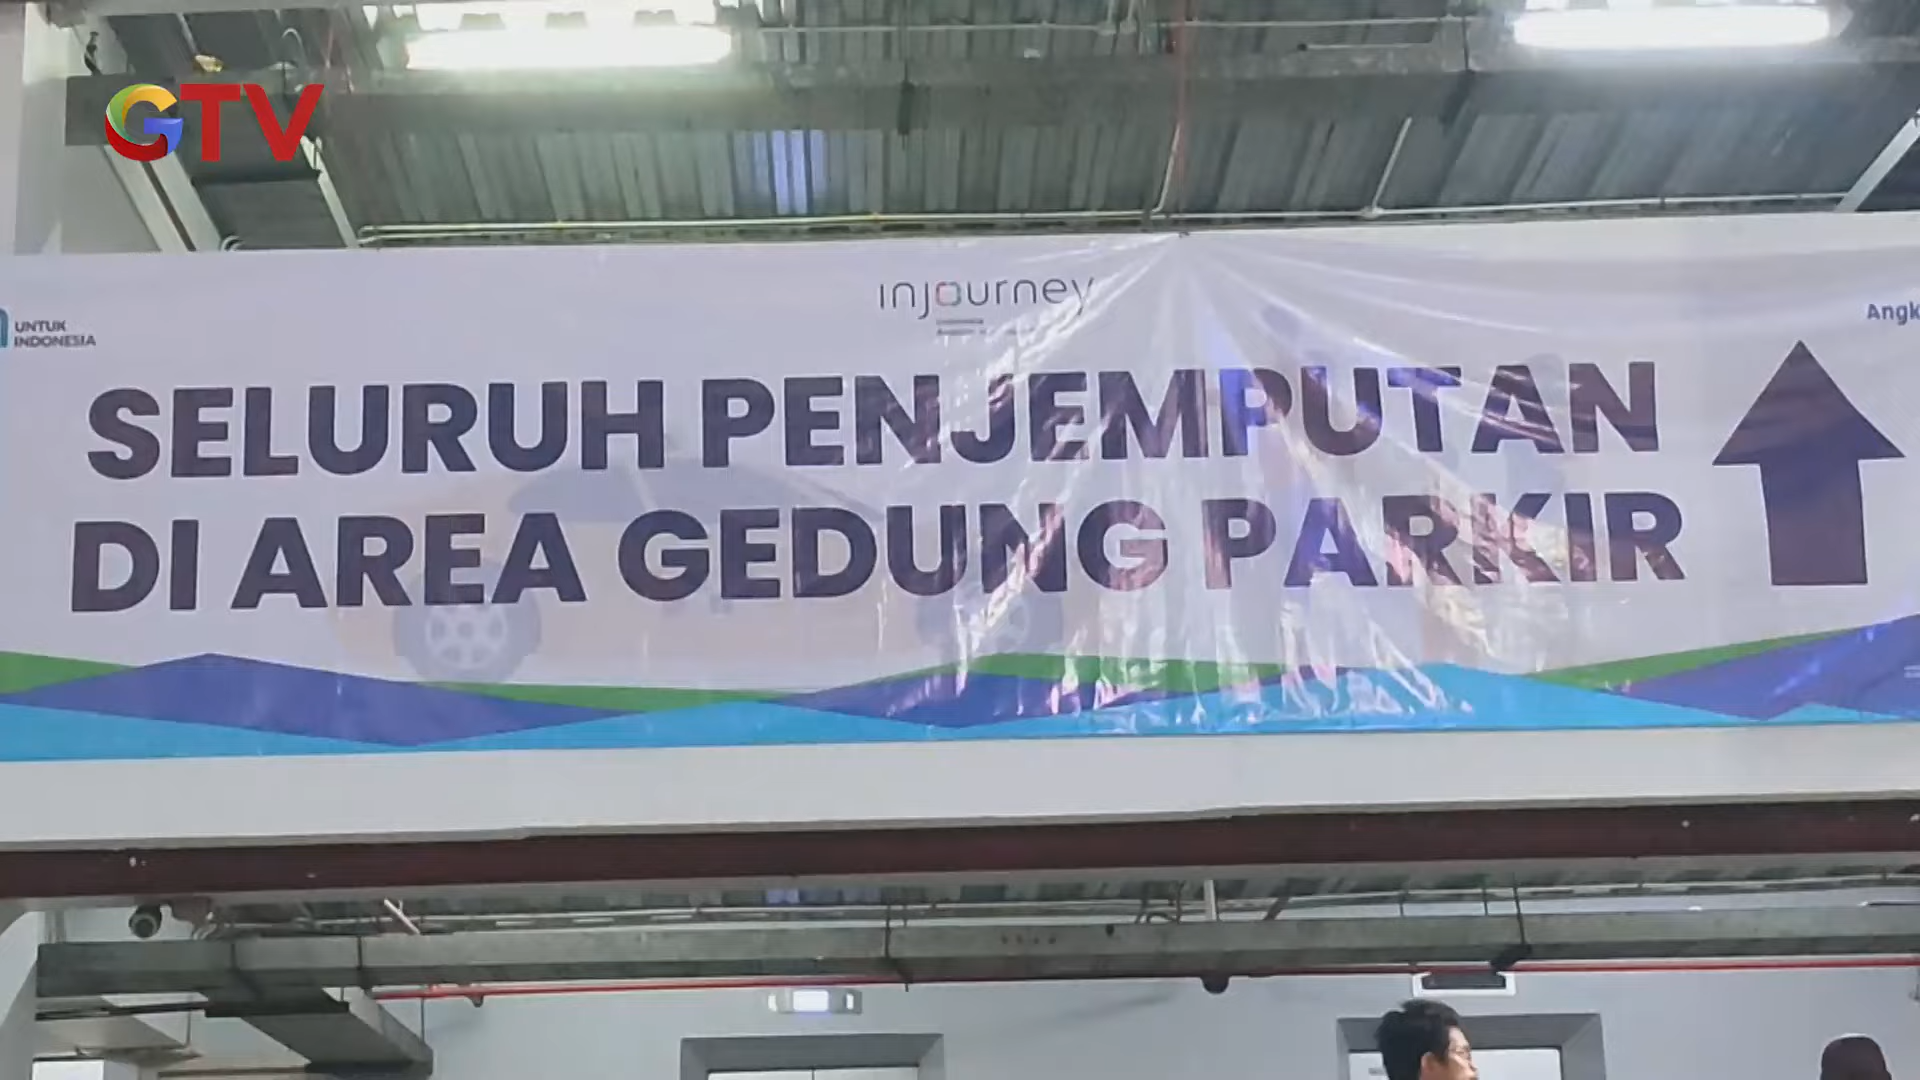 GTV
injourney
UNTUK
INDONESIA
SELURUH PENJEMPUTAN
DI AREA GEDUNG PARKIR